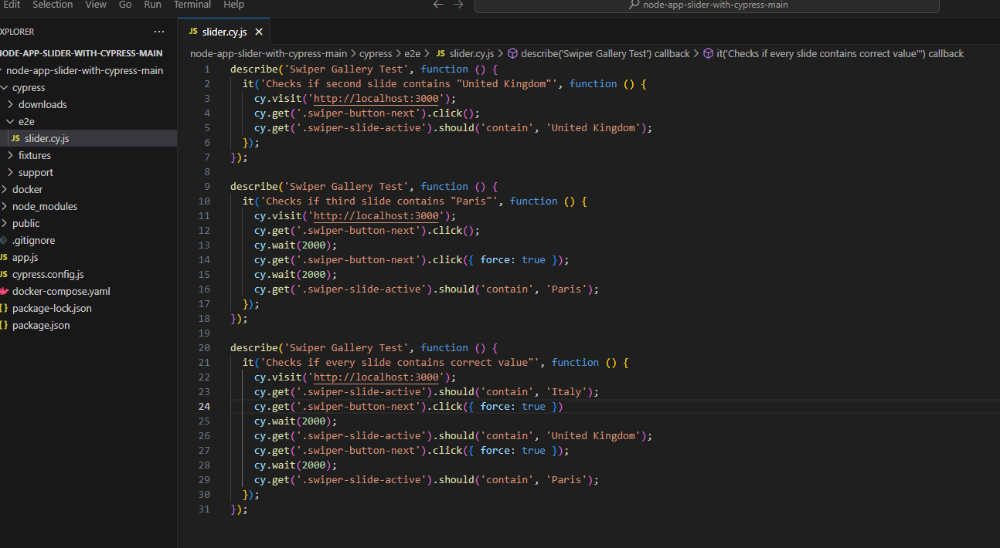 Edit Selection View Go Run Terminal Help
node-app-slider-with-cypress-main
XPLORER
NODE-APP-SLIDER-WITH-CYPRESS-MAIN
node-app-slider-with-cypress-main
cypress
downloads
e2e
JS slider.cy.js
fixtures
support
docker
node_modules
public
.gitignore
JS app.js
JS cypress.config.js
docker-compose.yaml
{} package-lock.json
{} package.json
JS slider.cy.js
node-app-slider-with-cypress-main > cypress > e2e > JS slider.cy.js > describe('Swiper Gallery Test') callback > it('Checks if every slide contains correct value"') callback
1 describe('Swiper Gallery Test', function () {
2 it('Checks if second slide contains "United Kingdom"', function () {
3 cy.visit('http://localhost:3000');
4 cy.get('.swiper-button-next').click();
5 cy.get('.swiper-slide-active').should('contain', 'United Kingdom');
6 });
7 });
8
9 describe('Swiper Gallery Test', function () {
10 it('Checks if third slide contains "Paris"', function () {
11 cy.visit('http://localhost:3000');
12 cy.get('.swiper-button-next').click();
13 cy.wait(2000);
14 cy.get('.swiper-button-next').click({ force: true });
15 cy.wait(2000);
16 cy.get('.swiper-slide-active').should('contain', 'Paris');
17 });
18 });
19
20 describe('Swiper Gallery Test', function () {
21 it('Checks if every slide contains correct value"', function () {
22 cy.visit('http://localhost:3000');
23 cy.get('.swiper-slide-active').should('contain', 'Italy');
24 cy.get('.swiper-button-next').click({ force: true })
25 cy.wait(2000);
26 cy.get('.swiper-slide-active').should('contain', 'United Kingdom');
27 cy.get('.swiper-button-next').click({ force: true });
28 cy.wait(2000);
29 cy.get('.swiper-slide-active').should('contain', 'Paris');
30 });
31 });